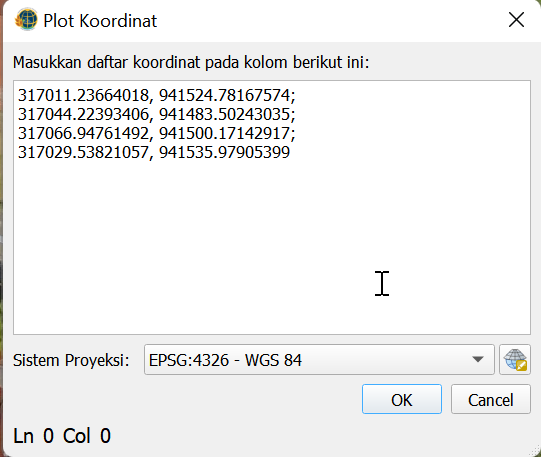 Plot Koordinat
Masukkan daftar koordinat pada kolom berikut ini:
317011.23664018, 941524.78167574;
317044.22393406, 941483.50243035;
317066.94761492, 941500.17142917;
317029.53821057, 941535.97905399
Sistem Proyeksi: EPSG:4326 - WGS 84
OK Cancel
Ln 0 Col 0